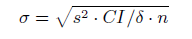 σ = √(s² · CI/δ · n)